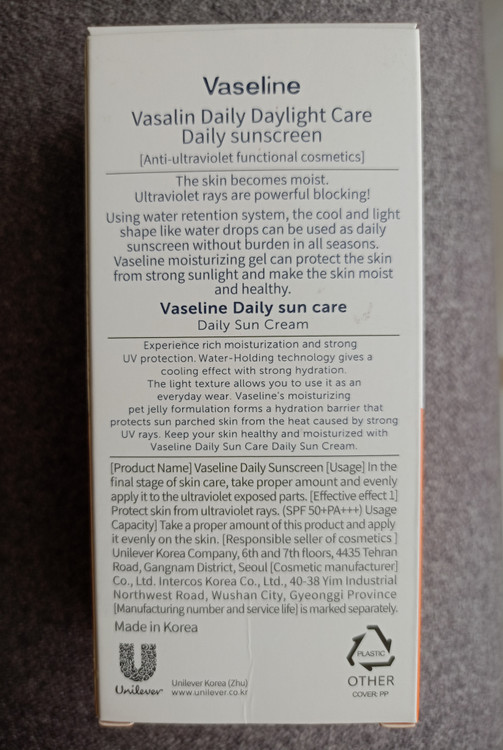 Vaseline
Vasalin Daily Daylight Care
Daily sunscreen
[Anti-ultraviolet functional cosmetics]
The skin becomes moist.
Ultraviolet rays are powerful blocking!
Using water retention system, the cool and light
shape like water drops can be used as daily
sunscreen without burden in all seasons.
Vaseline moisturizing gel can protect the skin
from strong sunlight and make the skin moist
and healthy.
Vaseline Daily sun care
Daily Sun Cream
Experience rich moisturization and strong
UV protection. Water-Holding technology gives a
cooling effect with strong hydration.
The light texture allows you to use it as an
everyday wear. Vaseline's moisturizing
pet jelly formulation forms a hydration barrier that
protects sun parched skin from the heat caused by strong
UV rays. Keep your skin healthy and moisturized with
Vaseline Daily Sun Care Daily Sun Cream.
[Product Name] Vaseline Daily Sunscreen [Usage] In the
final stage of skin care, take proper amount and evenly
apply it to the ultraviolet exposed parts. [Effective effect 1]
Protect skin from ultraviolet rays. (SPF 50+PA+++) Usage
Capacity] Take a proper amount of this product and apply
it evenly on the skin. [Responsible seller of cosmetics ]
Unilever Korea Company, 6th and 7th floors, 4435 Tehran
Road, Gangnam District, Seoul [Cosmetic manufacturer]
Co., Ltd. Intercos Korea Co., Ltd., 40-38 Yim Industrial
Northwest Road, Wushan City, Gyeonggi Province
[Manufacturing number and service life] is marked separately.
Made in Korea
Unilever
Unilever Korea (Zhu)
www.unilever.co.kr
PLASTIC
OTHER
COVER: PP